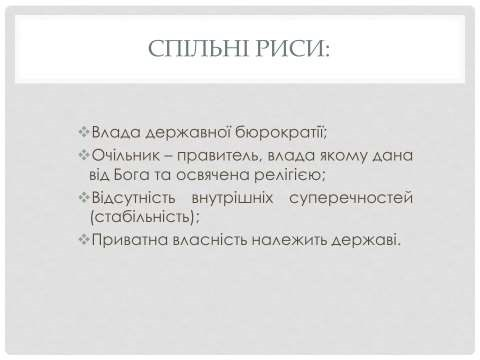 СПІЛЬНІ РИСИ:
❖Влада державної бюрократії;
❖Очільник – правитель, влада якому дана
від Бога та освячена релігією;
❖Відсутність внутрішніх суперечностей
(стабільність);
❖Приватна власність належить державі.